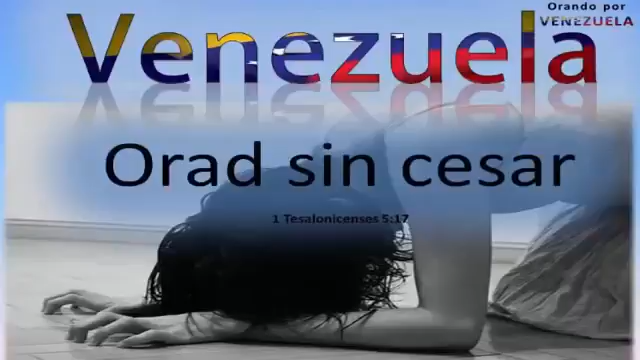 Orando por
VENEZUELA
Venezuela
Orad sin cesar
1 Tesalonicenses 5:17